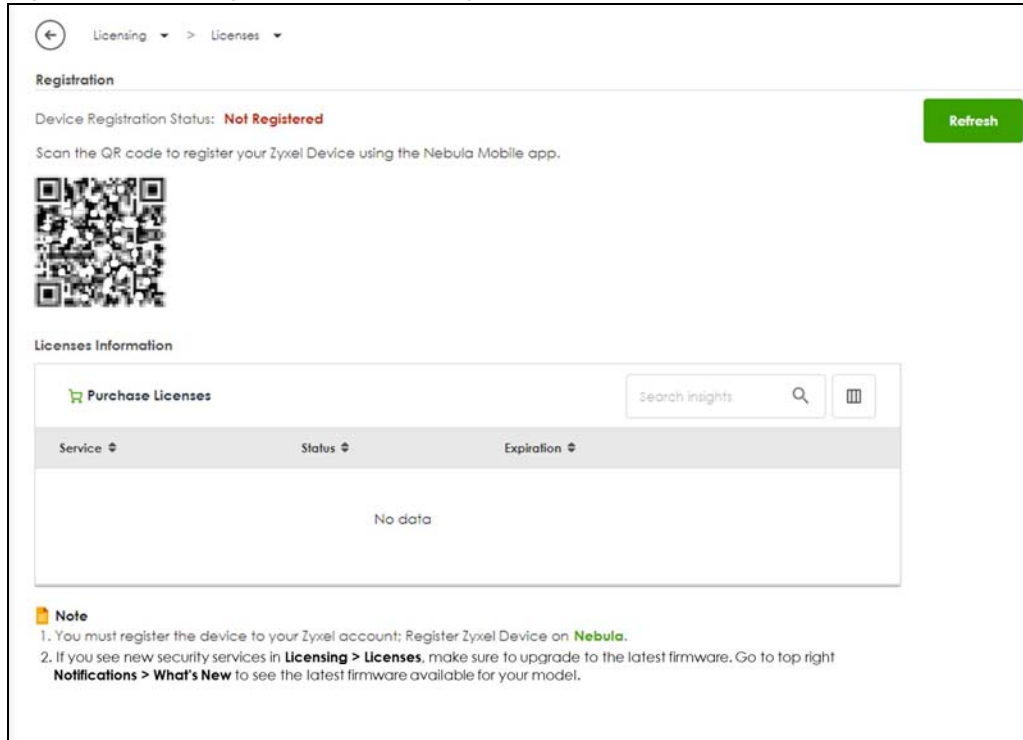 Licensing > Licenses
Registration
Device Registration Status: Not Registered
Refresh
Scan the QR code to register your Zyxel Device using the Nebula Mobile app.
Licenses Information
Purchase Licenses
Search insights
Service Status Expiration
No data
Note
1. You must register the device to your Zyxel account; Register Zyxel Device on Nebula.
2. If you see new security services in Licensing > Licenses, make sure to upgrade to the latest firmware. Go to top right
Notifications > What's New to see the latest firmware available for your model.